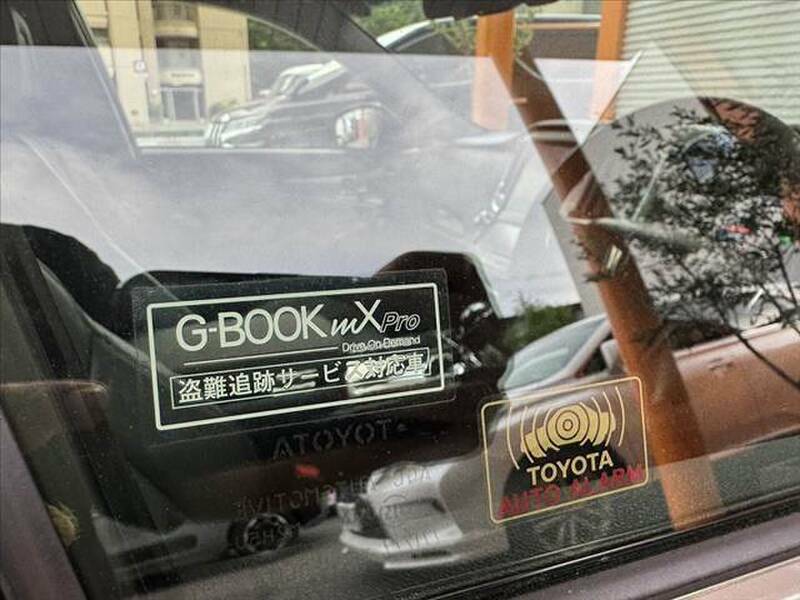 G-BOOK mX Pro
Drive On Demand
盗難追跡サービス対応車
TOYOTA
AUTO ALARM
TOYOTA